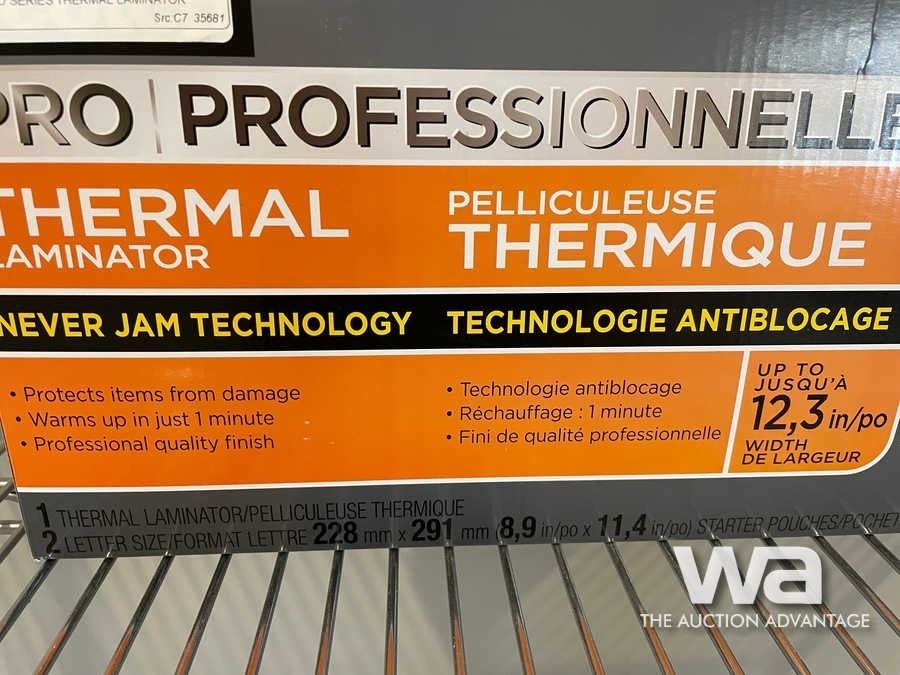 SERIES THERMAL LAMINATOR
Src:C7 35681
PRO | PROFESSIONNELLE
THERMAL
LAMINATOR
PELLICULEUSE
THERMIQUE
NEVER JAM TECHNOLOGY
TECHNOLOGIE ANTIBLOCAGE
• Protects items from damage
• Warms up in just 1 minute
• Professional quality finish
• Technologie antiblocage
• Réchauffage : 1 minute
• Fini de qualité professionnelle
UP TO
JUSQU'À
12,3 in/po
WIDTH
DE LARGEUR
1 THERMAL LAMINATOR/PELLICULEUSE THERMIQUE
2 LETTER SIZE/FORMAT LETTRE 228 mm x 291 mm (8,9 in/po x 11,4 in/po) STARTER POUCHES/POCHET
wa
THE AUCTION ADVANTAGE